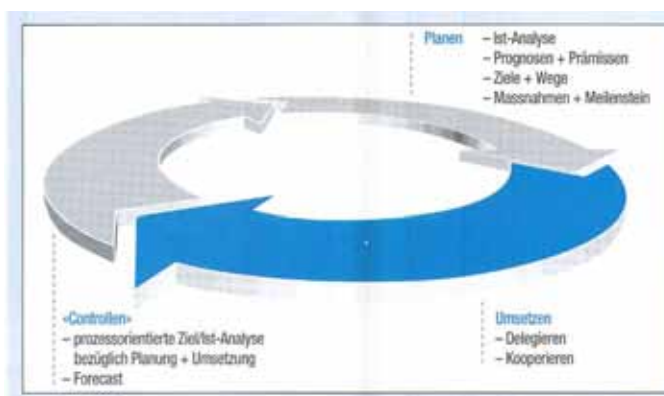 Planen
– Ist-Analyse
– Prognosen + Prämissen
– Ziele + Wege
– Massnahmen + Meilenstein
«Controllen»
– prozessorientierte Ziel/Ist-Analyse
bezüglich Planung + Umsetzung
– Forecast
Umsetzen
– Delegieren
– Kooperieren